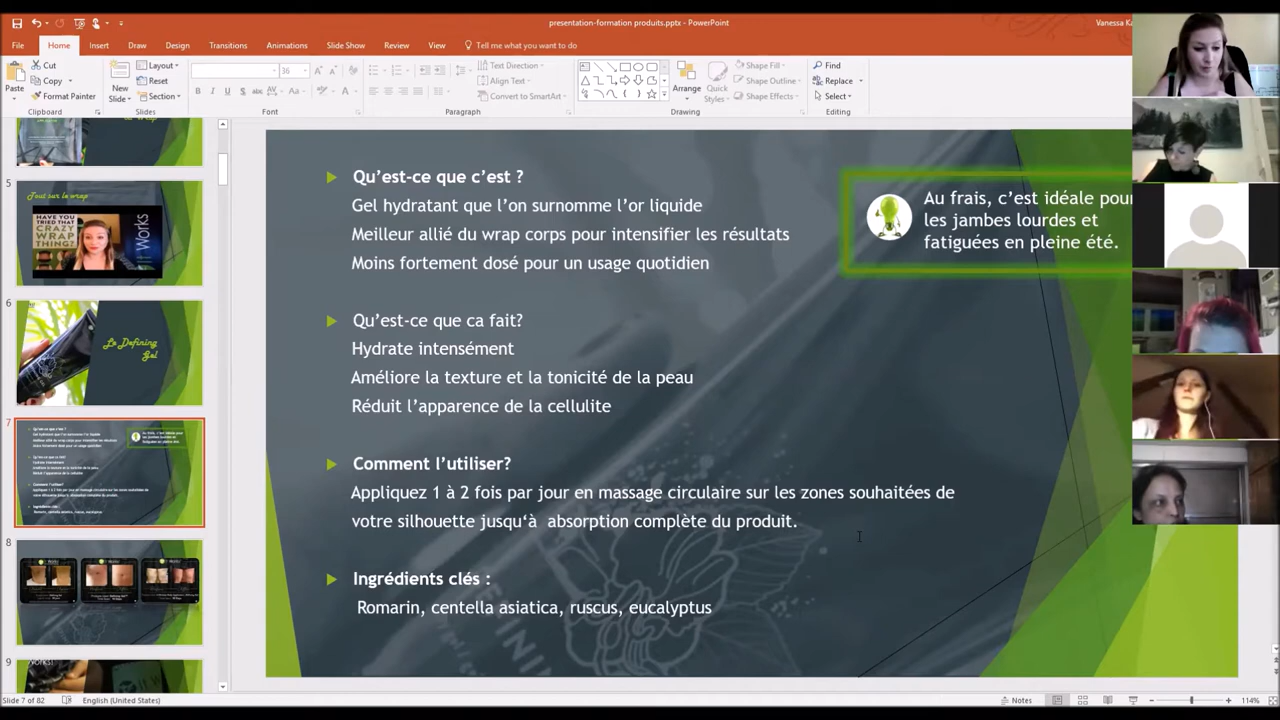 presentation-formation produits.pptx - PowerPoint
Vanessa Ka
File Home Insert Draw Design Transitions Animations Slide Show Review View Tell me what you want to do
Cut
Copy
Format Painter
Paste
Clipboard
New
Slide
Layout
Reset
Section
Slides
36
Font
Text Direction
Align Text
Convert to SmartArt
Paragraph
Arrange
Quick
Styles
Shape Fill
Shape Outline
Shape Effects
Drawing
Find
Replace
Select
Editing
5
Tout sur le wrap
HAVE YOU
TRIED THAT
CRAZY
WRAP
THING?
Works
6
Le Defining
Gel
7
8
9
Works!
Qu’est-ce que c’est ?
Gel hydratant que l’on surnomme l’or liquide
Meilleur allié du wrap corps pour intensifier les résultats
Moins fortement dosé pour un usage quotidien
Qu’est-ce que ca fait?
Hydrate intensément
Améliore la texture et la tonicité de la peau
Réduit l’apparence de la cellulite
Comment l’utiliser?
Appliquez 1 à 2 fois par jour en massage circulaire sur les zones souhaitées de
votre silhouette jusqu‘à absorption complète du produit.
Ingrédients clés :
Romarin, centella asiatica, ruscus, eucalyptus
Au frais, c’est idéale pour
les jambes lourdes et
fatiguées en pleine été.
Slide 7 of 82
English (United States)
Notes
114%